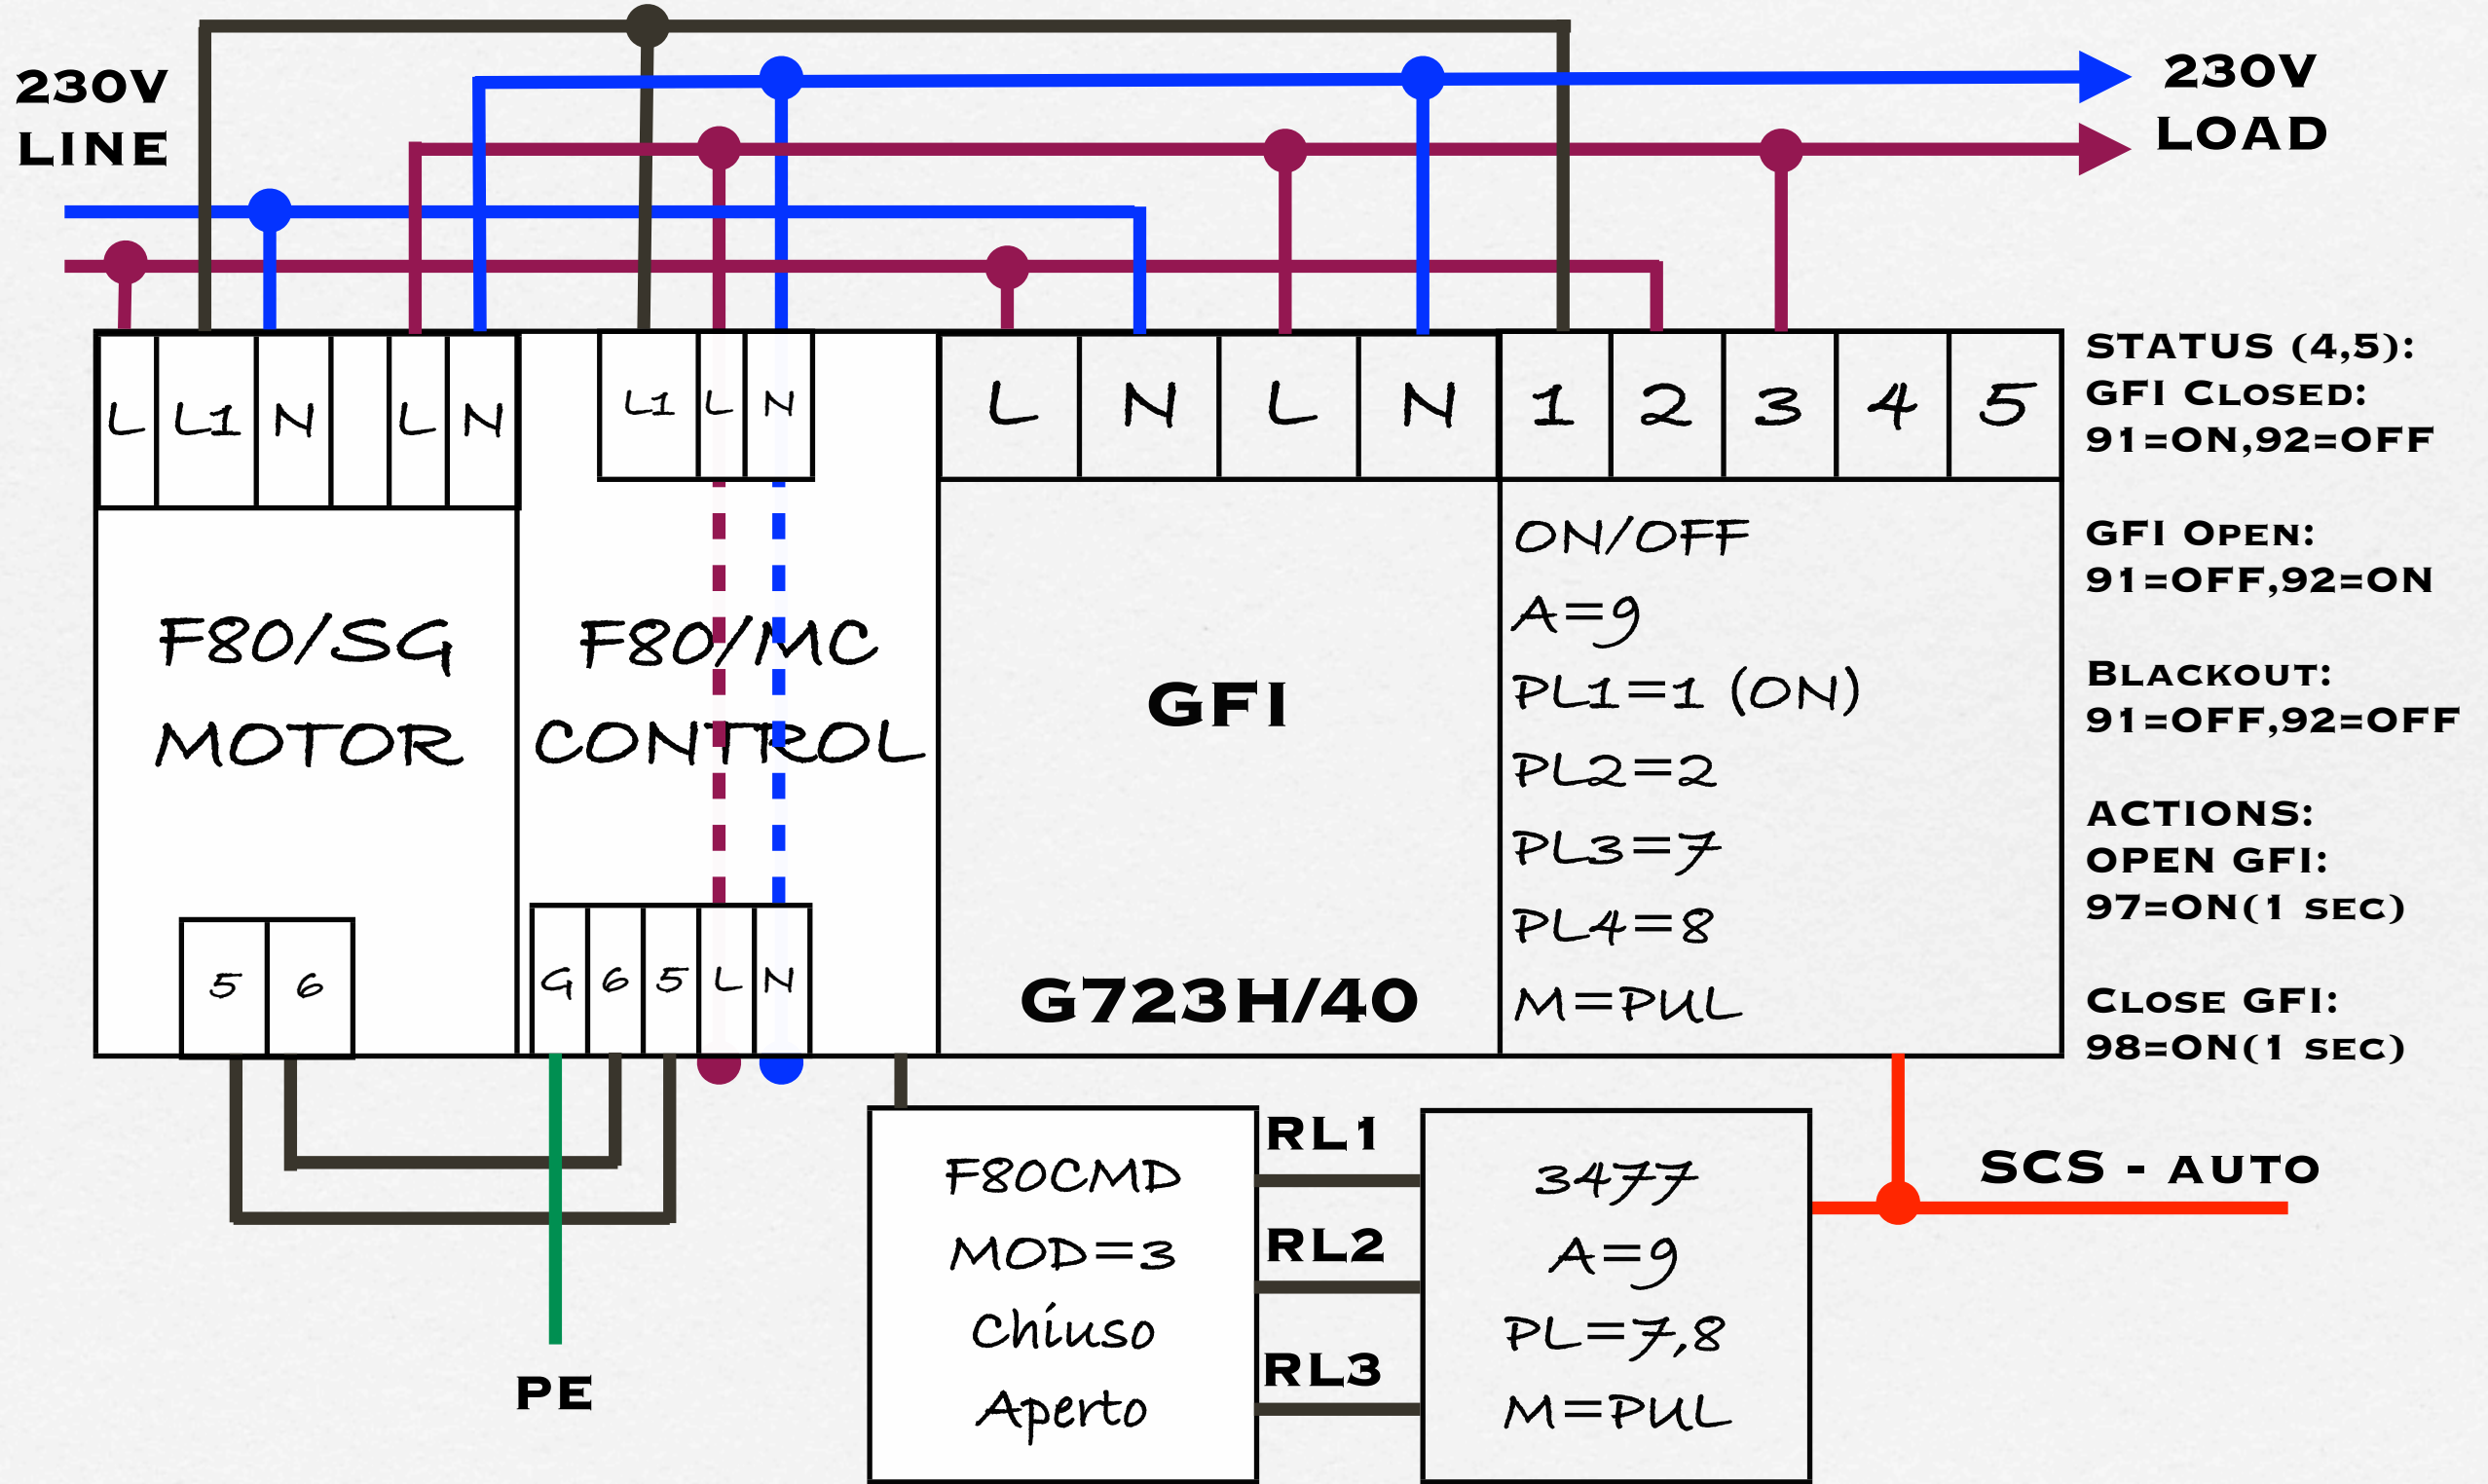 230V
LINE
230V
LOAD
L L1 N L N
L1 L N
L N L N
1 2 3 4 5
F80/SG
MOTOR
5 6
F80/MC
CONTROL
G 6 5 L N
GFI
G723H/40
ON/OFF
A=9
PL1=1 (ON)
PL2=2
PL3=7
PL4=8
M=PUL
STATUS (4,5):
GFI CLOSED:
91=ON,92=OFF
GFI OPEN:
91=OFF,92=ON
BLACKOUT:
91=OFF,92=OFF
ACTIONS:
OPEN GFI:
97=ON(1 SEC)
CLOSE GFI:
98=ON(1 SEC)
PE
F80CMD
MOD=3
Chiuso
Aperto
RL1
RL2
RL3
3477
A=9
PL=7,8
M=PUL
SCS - AUTO